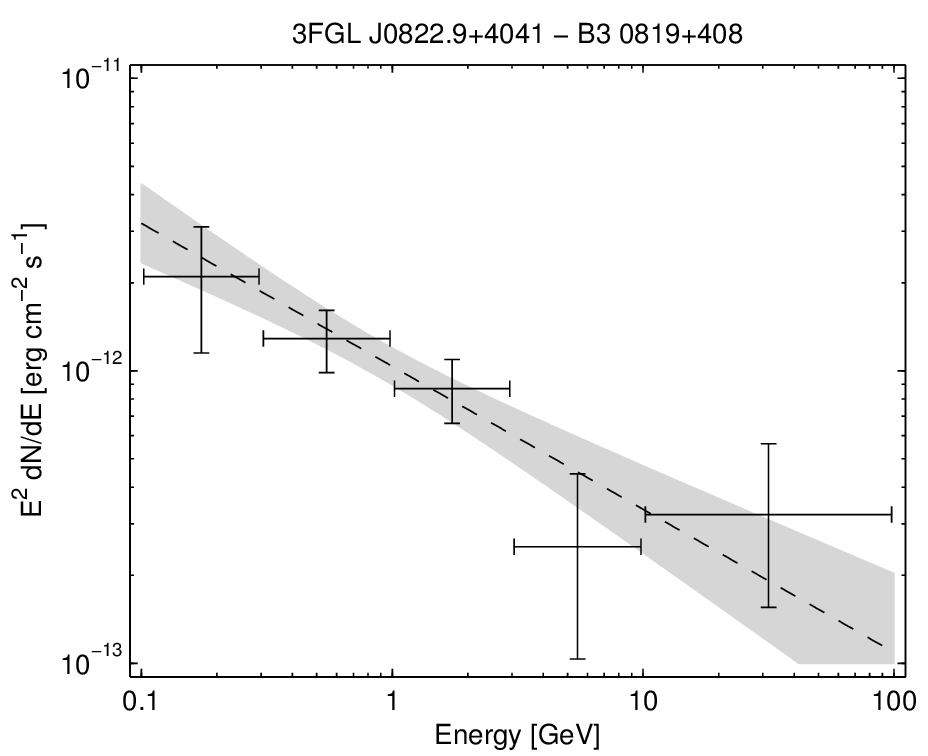 3FGL J0822.9+4041 − B3 0819+408
10⁻¹¹
10⁻¹²
10⁻¹³
E² dN/dE [erg cm⁻² s⁻¹]
0.1 1 10 100
Energy [GeV]